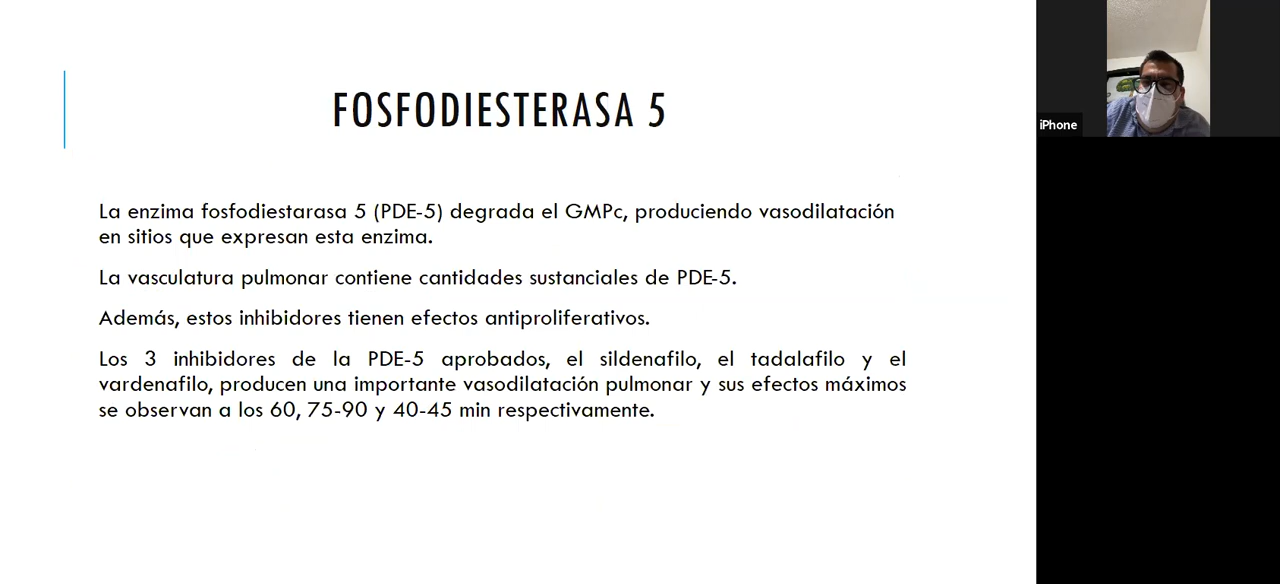 FOSFODIESTERASA 5
La enzima fosfodiestarasa 5 (PDE-5) degrada el GMPc, produciendo vasodilatación
en sitios que expresan esta enzima.
La vasculatura pulmonar contiene cantidades sustanciales de PDE-5.
Además, estos inhibidores tienen efectos antiproliferativos.
Los 3 inhibidores de la PDE-5 aprobados, el sildenafilo, el tadalafilo y el
vardenafilo, producen una importante vasodilatación pulmonar y sus efectos máximos
se observan a los 60, 75-90 y 40-45 min respectivamente.
iPhone